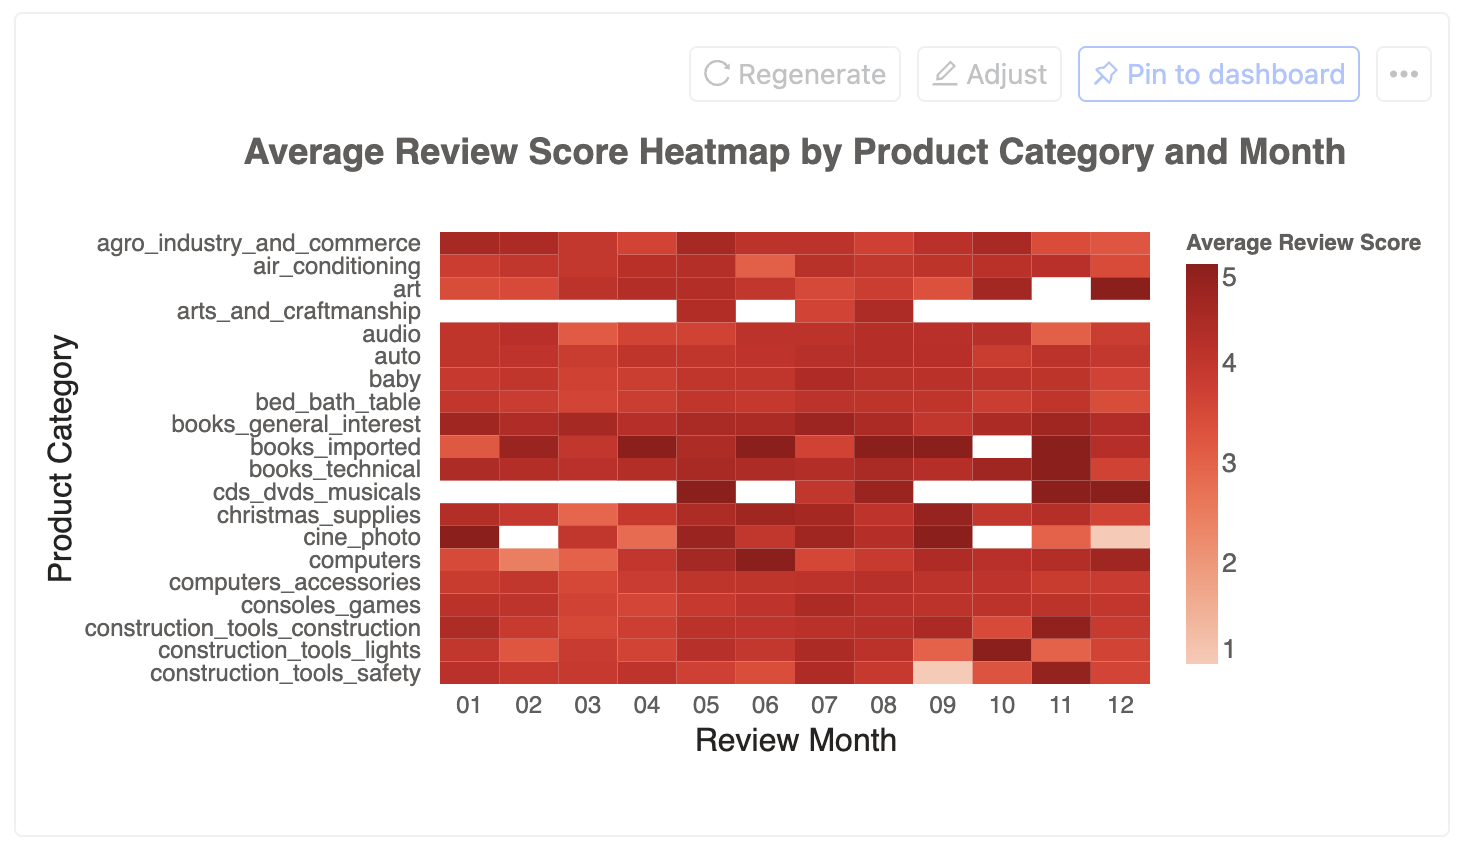 Regenerate
Adjust
Pin to dashboard
Average Review Score Heatmap by Product Category and Month
Product Category
agro_industry_and_commerce
air_conditioning
art
arts_and_craftmanship
audio
auto
baby
bed_bath_table
books_general_interest
books_imported
books_technical
cds_dvds_musicals
christmas_supplies
cine_photo
computers
computers_accessories
consoles_games
construction_tools_construction
construction_tools_lights
construction_tools_safety
01 02 03 04 05 06 07 08 09 10 11 12
Review Month
Average Review Score
5
4
3
2
1